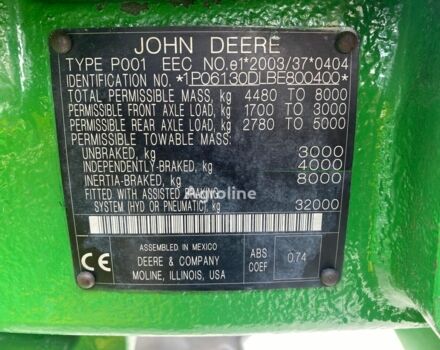 JOHN DEERE
TYPE P001 EEC NO.e1*2003/37*0404
IDENTIFICATION NO. *1P06130DLBE800400*
TOTAL PERMISSIBLE MASS, kg 4480 TO 8000
PERMISSIBLE FRONT AXLE LOAD, kg 1700 TO 3000
PERMISSIBLE REAR AXLE LOAD, kg 2780 TO 5000
PERMISSIBLE TOWABLE MASS:
UNBRAKED, kg 3000
INDEPENDENTLY-BRAKED, kg 4000
INERTIA-BRAKED, kg 8000
FITTED WITH ASSISTED BRAKING
SYSTEM (HYD OR PNEUMATIC), kg 32000
Agroline
ASSEMBLED IN MEXICO
CE DEERE & COMPANY
MOLINE, ILLINOIS, USA
ABS
COEF 0.74